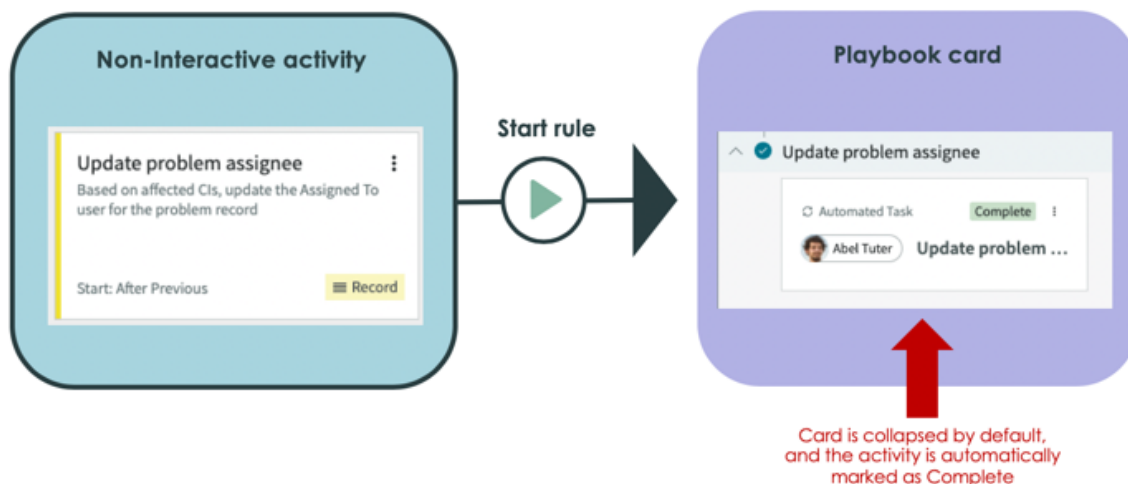 Non-Interactive activity
Update problem assignee
Based on affected CIs, update the Assigned To
user for the problem record
Start: After Previous
Record
Start rule
Playbook card
Update problem assignee
Automated Task
Complete
Abel Tuter
Update problem ...
Card is collapsed by default,
and the activity is automatically
marked as Complete